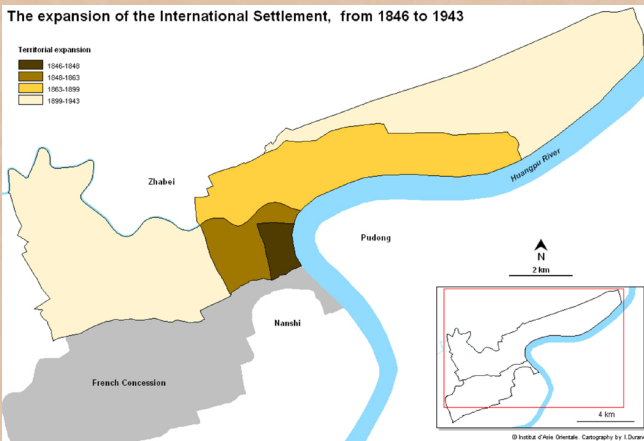 The expansion of the International Settlement, from 1846 to 1943
Territorial expansion
1846-1848
1848-1863
1863-1899
1899-1943
Zhabei
Huangpu River
Pudong
N
2 km
Nanshi
French Concession
4 km
© Institut d'Asie Orientale. Cartography by I.Durand